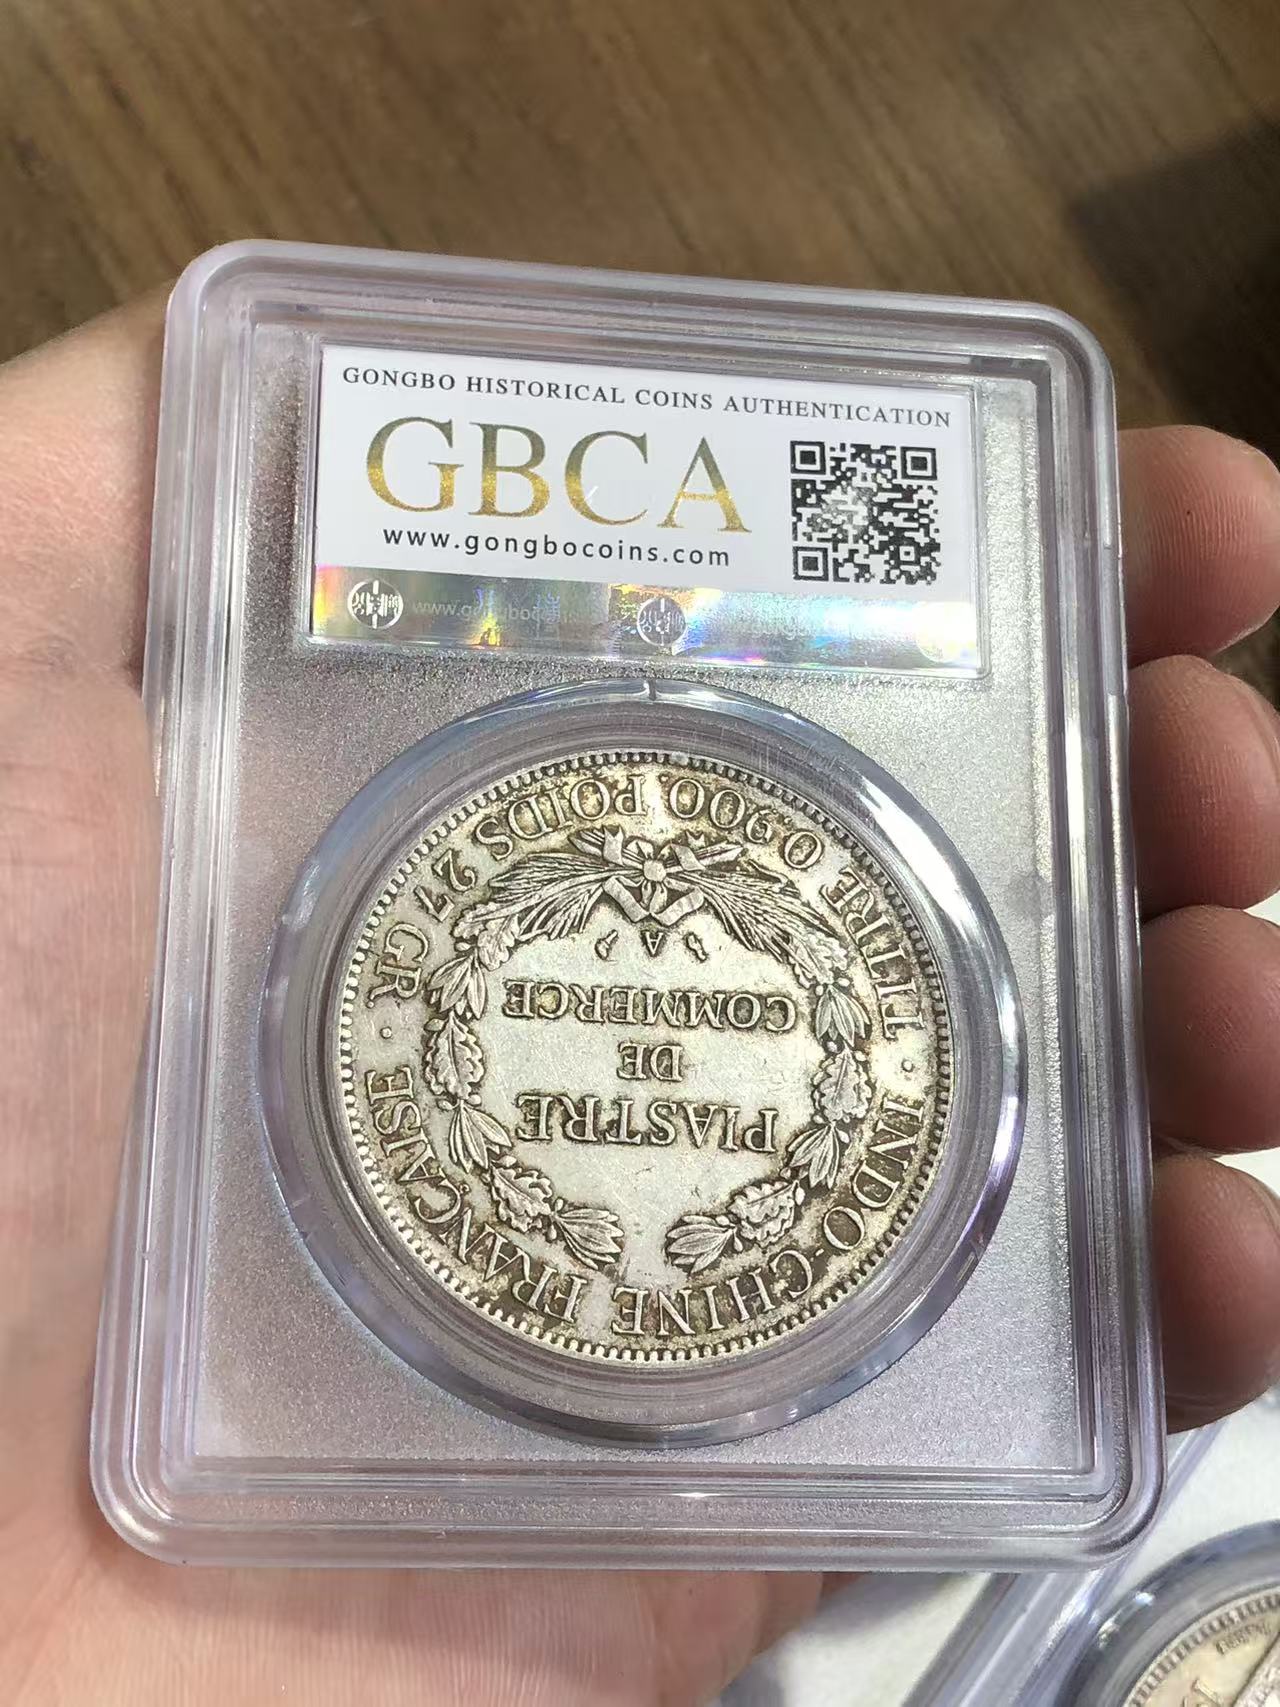 GONGBO HISTORICAL COINS AUTHENTICATION
GBCA
www.gongbocoins.com
TITRE 0.900 POIDS 27 GR.
A
COMMERCE
DE
PIASTRE
INDO-CHINE FRANÇAISE